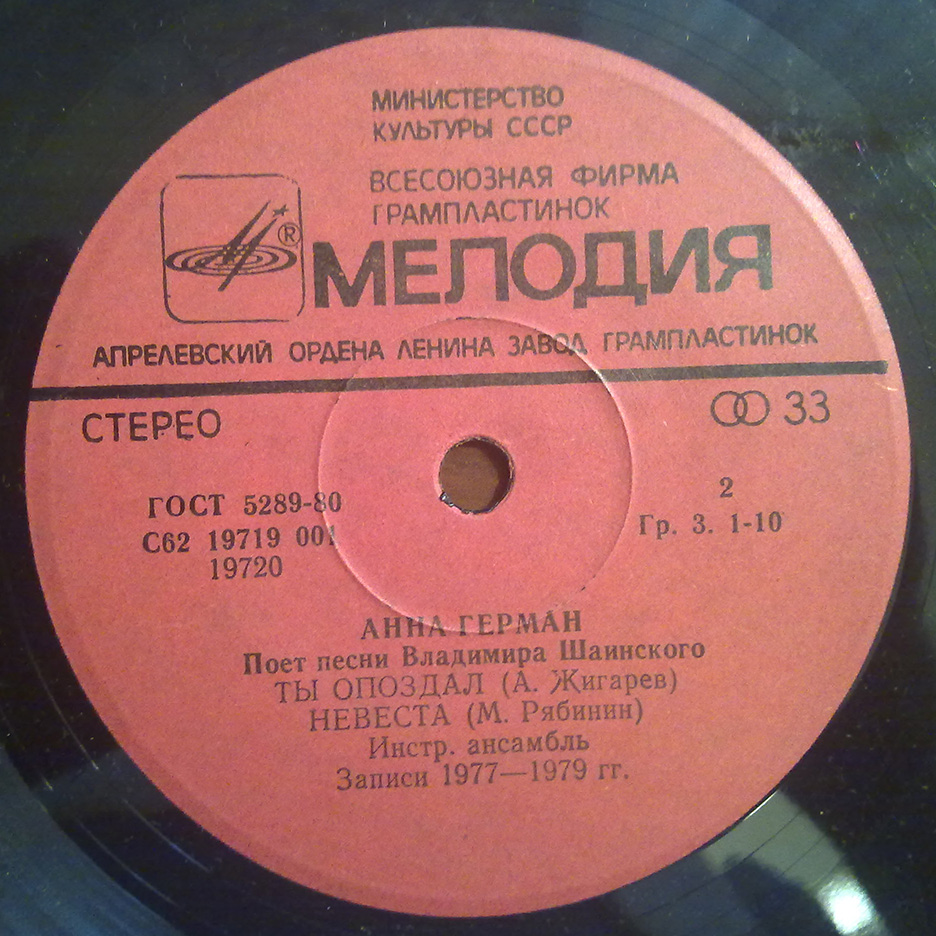 МИНИСТЕРСТВО
КУЛЬТУРЫ СССР
ВСЕСОЮЗНАЯ ФИРМА
ГРАМПЛАСТИНОК
®
МЕЛОДИЯ
АПРЕЛЕВСКИЙ ОРДЕНА ЛЕНИНА ЗАВОД ГРАМПЛАСТИНОК
СТЕРЕО
33
ГОСТ 5289-80
С62 19719 001
19720
2
Гр. 3. 1-10
АННА ГЕРМАН
Поет песни Владимира Шаинского
ТЫ ОПОЗДАЛ (А. Жигарев)
НЕВЕСТА (М. Рябинин)
Инстр. ансамбль
Записи 1977—1979 гг.